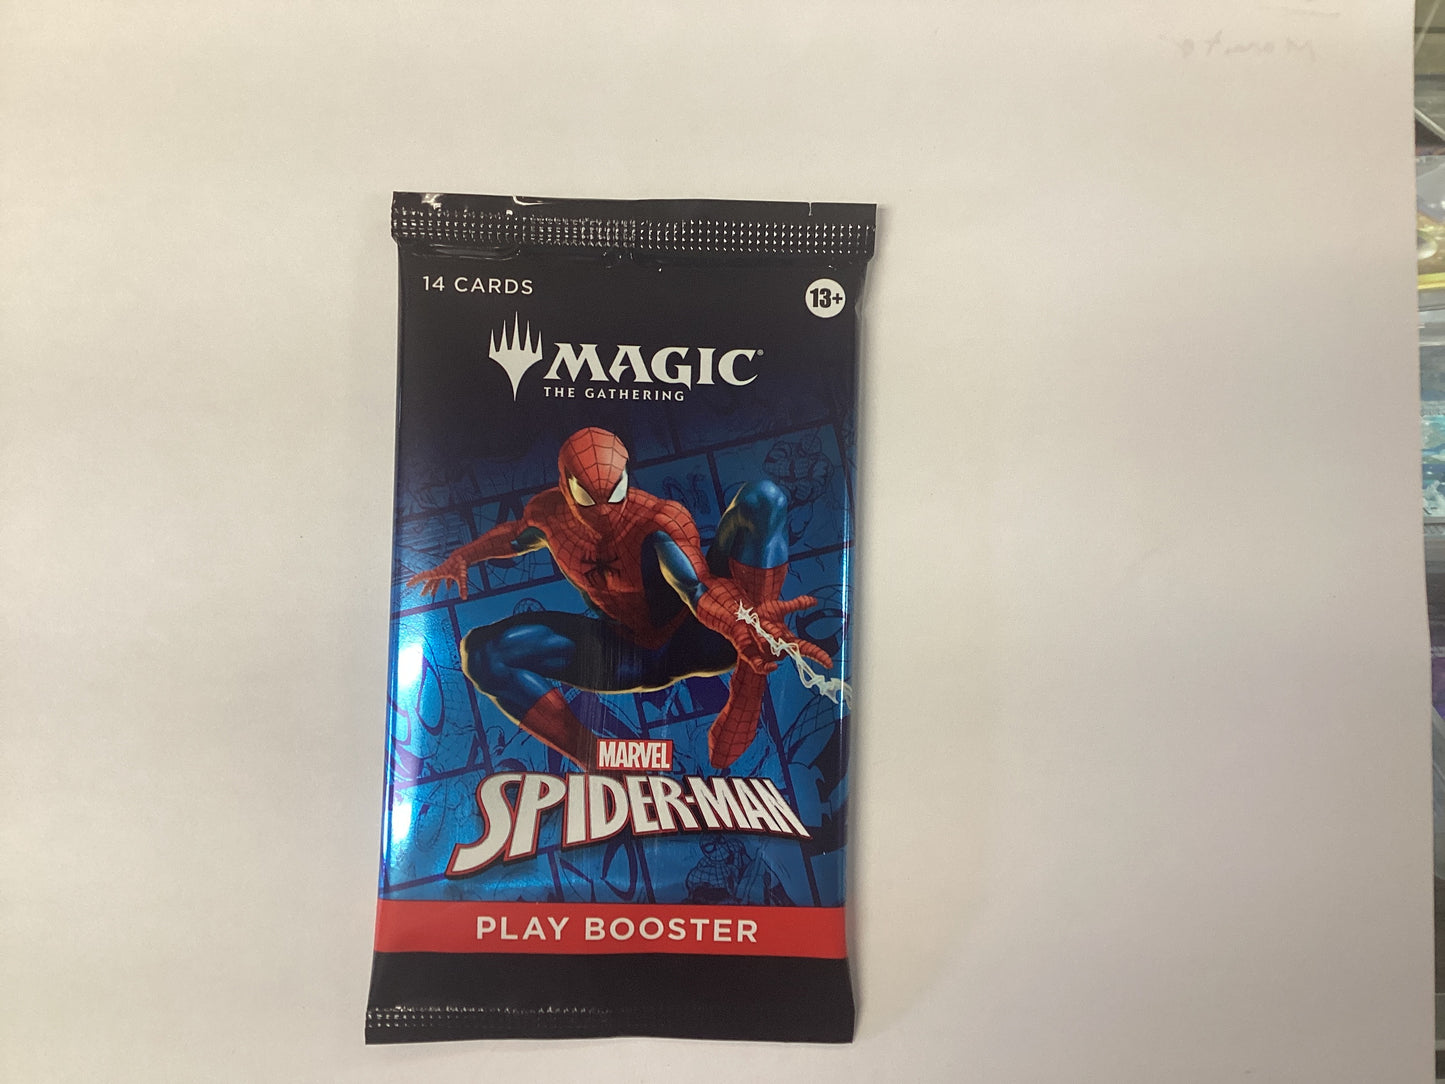 14 CARDS
13+
MAGIC®
THE GATHERING
MARVEL
SPIDER-MAN
PLAY BOOSTER